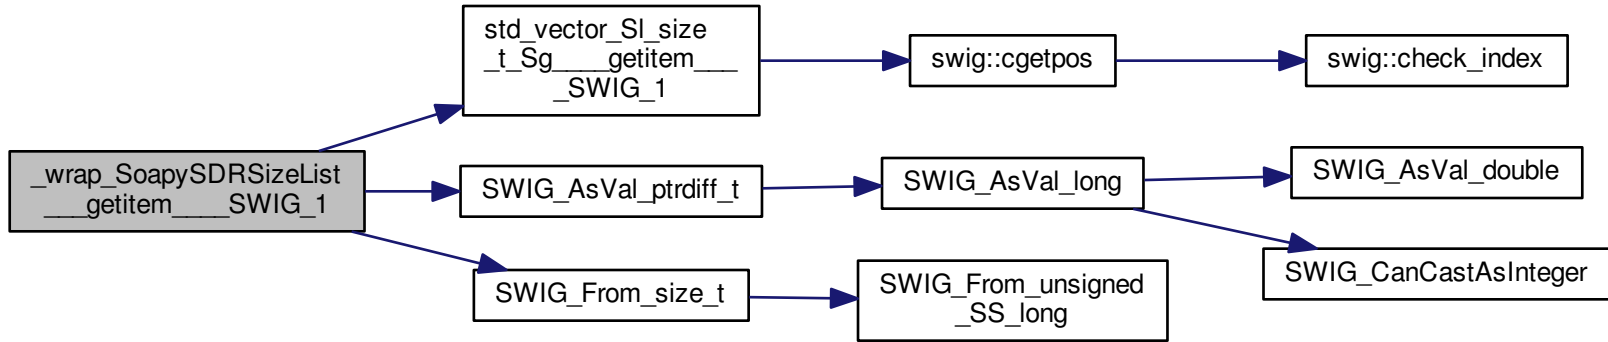 _wrap_SoapySDRSizeList
___getitem____SWIG_1
std_vector_Sl_size
_t_Sg____getitem___
_SWIG_1
swig::cgetpos
swig::check_index
SWIG_AsVal_ptrdiff_t
SWIG_AsVal_long
SWIG_AsVal_double
SWIG_CanCastAsInteger
SWIG_From_size_t
SWIG_From_unsigned
_SS_long